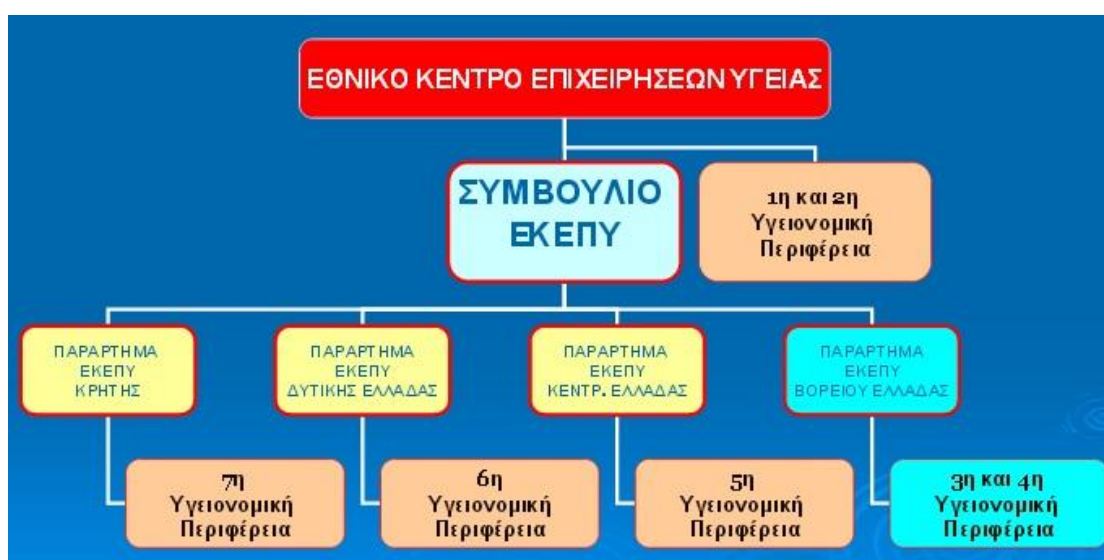 ΕΘΝΙΚΟ ΚΕΝΤΡΟ ΕΠΙΧΕΙΡΗΣΕΩΝ ΥΓΕΙΑΣ
ΣΥΜΒΟΥΛΙΟ
ΕΚΕΠΥ
1η και 2η
Υγειονομική
Περιφέρεια
ΠΑΡΑΡΤΗΜΑ
ΕΚΕΠΥ
ΚΡΗΤΗΣ
ΠΑΡΑΡΤΗΜΑ
ΕΚΕΠΥ
ΔΥΤΙΚΗΣ ΕΛΛΑΔΑΣ
ΠΑΡΑΡΤΗΜΑ
ΕΚΕΠΥ
ΚΕΝΤΡ. ΕΛΛΑΔΑΣ
ΠΑΡΑΡΤΗΜΑ
ΕΚΕΠΥ
ΒΟΡΕΙΟΥ ΕΛΛΑΔΑΣ
7η
Υγειονομική
Περιφέρεια
6η
Υγειονομική
Περιφέρεια
5η
Υγειονομική
Περιφέρεια
3η και 4η
Υγειονομική
Περιφέρεια